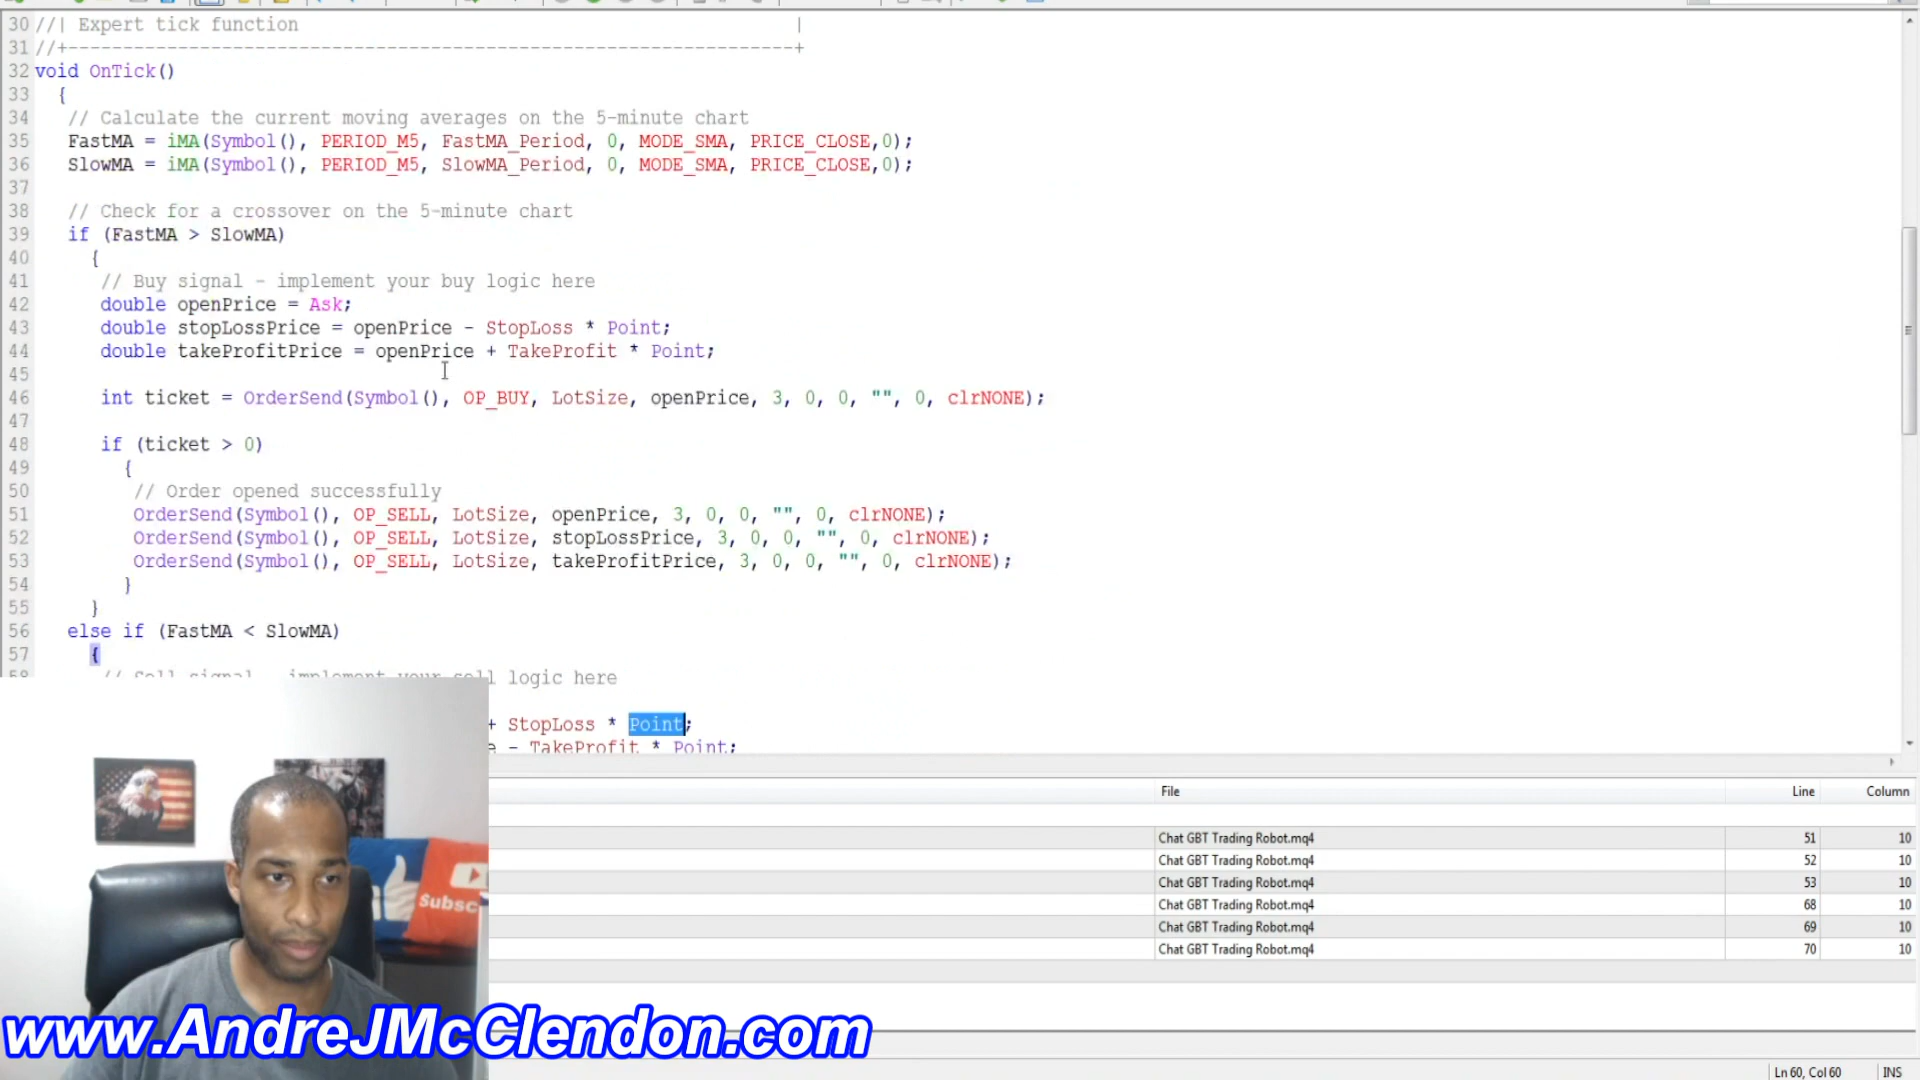 30 //| Expert tick function |
31 //+------------------------------------------------------------------+
32 void OnTick()
33 {
34 // Calculate the current moving averages on the 5-minute chart
35 FastMA = iMA(Symbol(), PERIOD_M5, FastMA_Period, 0, MODE_SMA, PRICE_CLOSE,0);
36 SlowMA = iMA(Symbol(), PERIOD_M5, SlowMA_Period, 0, MODE_SMA, PRICE_CLOSE,0);
37
38 // Check for a crossover on the 5-minute chart
39 if (FastMA > SlowMA)
40 {
41 // Buy signal - implement your buy logic here
42 double openPrice = Ask;
43 double stopLossPrice = openPrice - StopLoss * Point;
44 double takeProfitPrice = openPrice + TakeProfit * Point;
45
46 int ticket = OrderSend(Symbol(), OP_BUY, LotSize, openPrice, 3, 0, 0, "", 0, clrNONE);
47
48 if (ticket > 0)
49 {
50 // Order opened successfully
51 OrderSend(Symbol(), OP_SELL, LotSize, openPrice, 3, 0, 0, "", 0, clrNONE);
52 OrderSend(Symbol(), OP_SELL, LotSize, stopLossPrice, 3, 0, 0, "", 0, clrNONE);
53 OrderSend(Symbol(), OP_SELL, LotSize, takeProfitPrice, 3, 0, 0, "", 0, clrNONE);
54 }
55 }
56 else if (FastMA < SlowMA)
57 {
58 // Sell signal - implement your sell logic here
+ StopLoss * Point;
- TakeProfit * Point;
File Line Column
Chat GBT Trading Robot.mq4 51 10
Chat GBT Trading Robot.mq4 52 10
Chat GBT Trading Robot.mq4 53 10
Chat GBT Trading Robot.mq4 68 10
Chat GBT Trading Robot.mq4 69 10
Chat GBT Trading Robot.mq4 70 10
Subsc
www.AndreJMcClendon.com
Ln 60, Col 60 INS